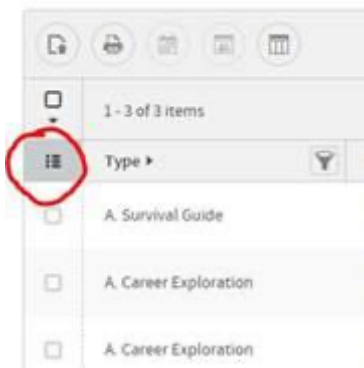 1 - 3 of 3 items
Type
A. Survival Guide
A. Career Exploration
A. Career Exploration